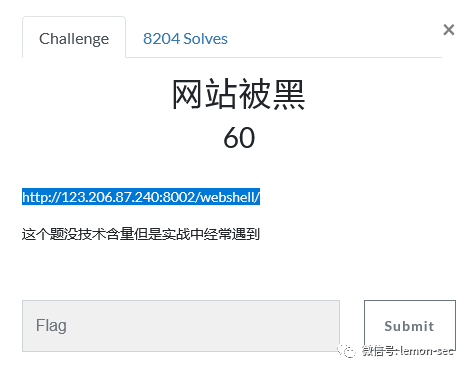 Challenge
8204 Solves
×
网站被黑
60
http://123.206.87.240:8002/webshell/
这个题没技术含量但是实战中经常遇到
Flag
Submit
微信号: lemon-sec